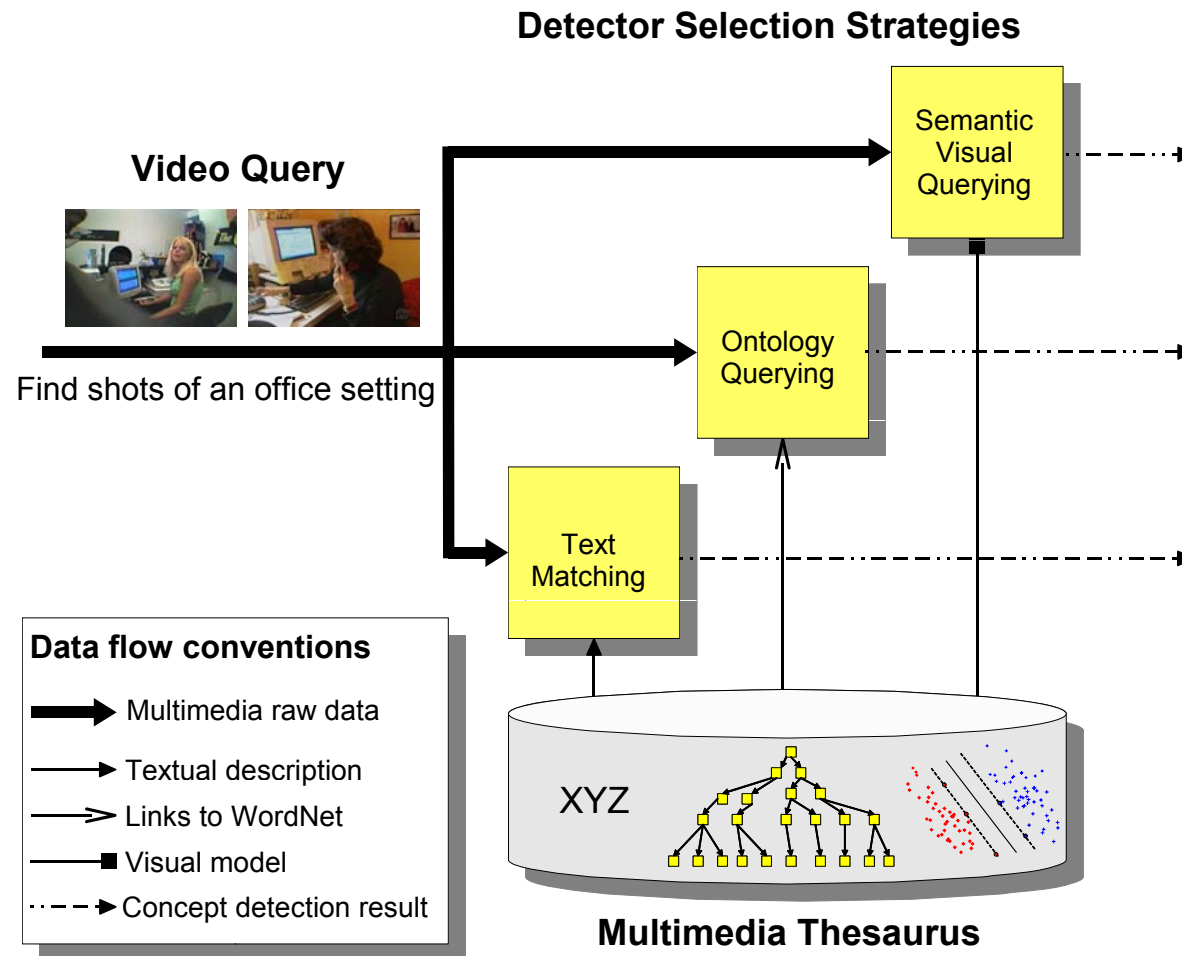 Detector Selection Strategies
Semantic
Visual
Querying
Video Query
Ontology
Querying
Find shots of an office setting
Text
Matching
Data flow conventions
Multimedia raw data
Textual description
Links to WordNet
Visual model
Concept detection result
XYZ
Multimedia Thesaurus